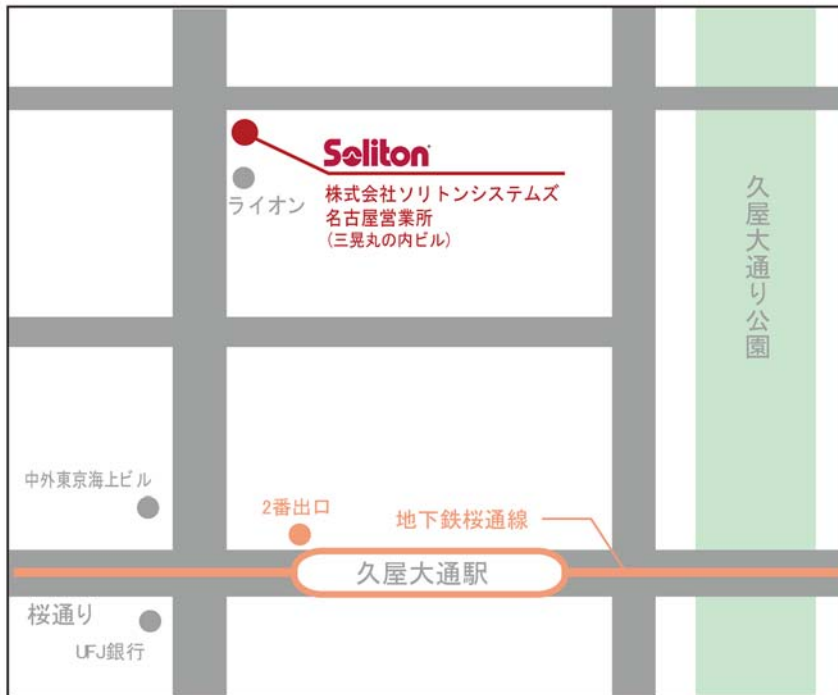 Soliton
株式会社ソリトンシステムズ
名古屋営業所
(三晃丸の内ビル)
ライオン
久屋大通り公園
中外東京海上ビル
2番出口
地下鉄桜通線
久屋大通駅
桜通り
UFJ銀行